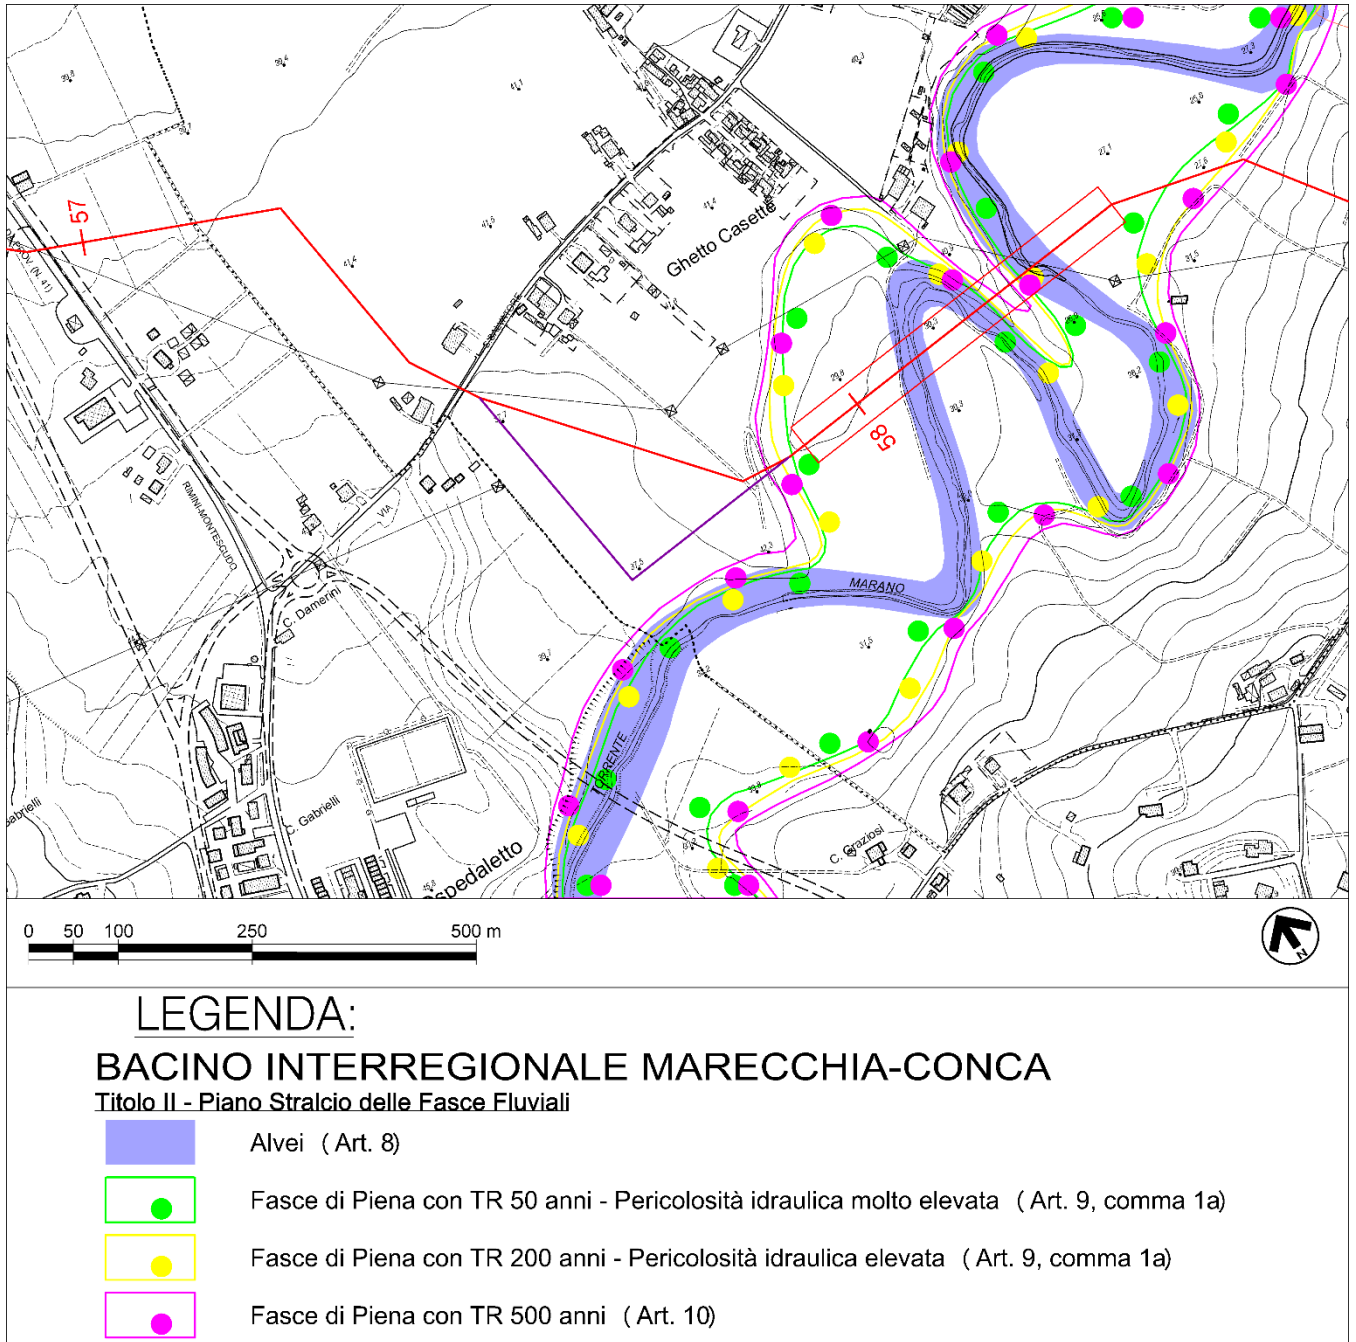 57
PROV. (N. 41)
Ghetto Casette
58
RIMINI-MONTESCUDO
VIA
C. Damerini
MARANO
TORRENTE
C. Gabrielli
abrielli
Ospedaletto
C. Graziosi
0 50 100 250 500 m
N
LEGENDA:
BACINO INTERREGIONALE MARECCHIA-CONCA
Titolo II - Piano Stralcio delle Fasce Fluviali
Alvei ( Art. 8)
Fasce di Piena con TR 50 anni - Pericolosità idraulica molto elevata ( Art. 9, comma 1a)
Fasce di Piena con TR 200 anni - Pericolosità idraulica elevata ( Art. 9, comma 1a)
Fasce di Piena con TR 500 anni ( Art. 10)